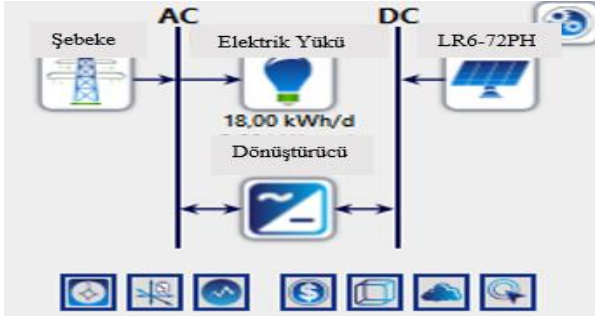 AC
DC
Şebeke
Elektrik Yükü
LR6-72PH
18,00 kWh/d
Dönüştürücü